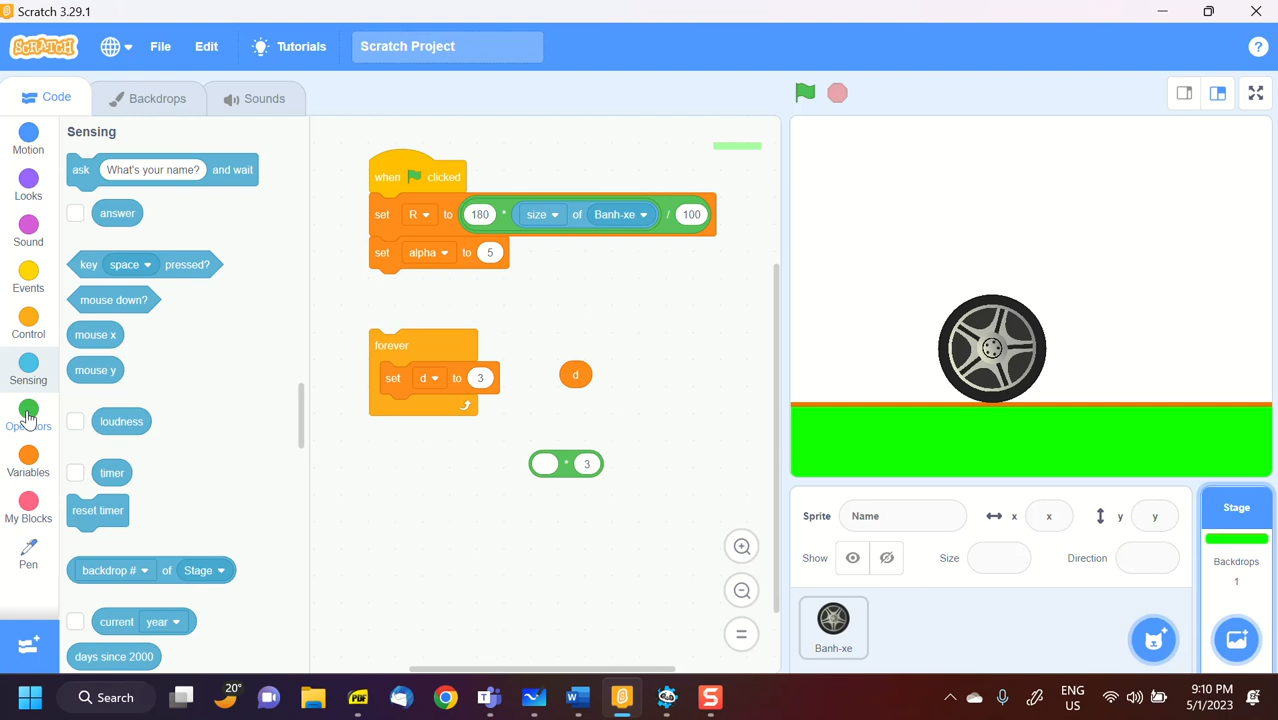 Scratch 3.29.1
SCRATCH File Edit Tutorials Scratch Project ?
Code Backdrops Sounds
Motion
Looks
Sound
Events
Control
Sensing
Operators
Variables
My Blocks
Pen
Sensing
ask What's your name? and wait
answer
key space pressed?
mouse down?
mouse x
mouse y
loudness
timer
reset timer
backdrop # of Stage
current year
days since 2000
when clicked
set R to 180 * size of Banh-xe / 100
set alpha to 5
forever
set d to 3
d
* 3
Sprite Name x x y y
Show Size Direction
Banh-xe
Stage
Backdrops
1
Search
20°
PDF
ENG
US
9:10 PM
5/1/2023